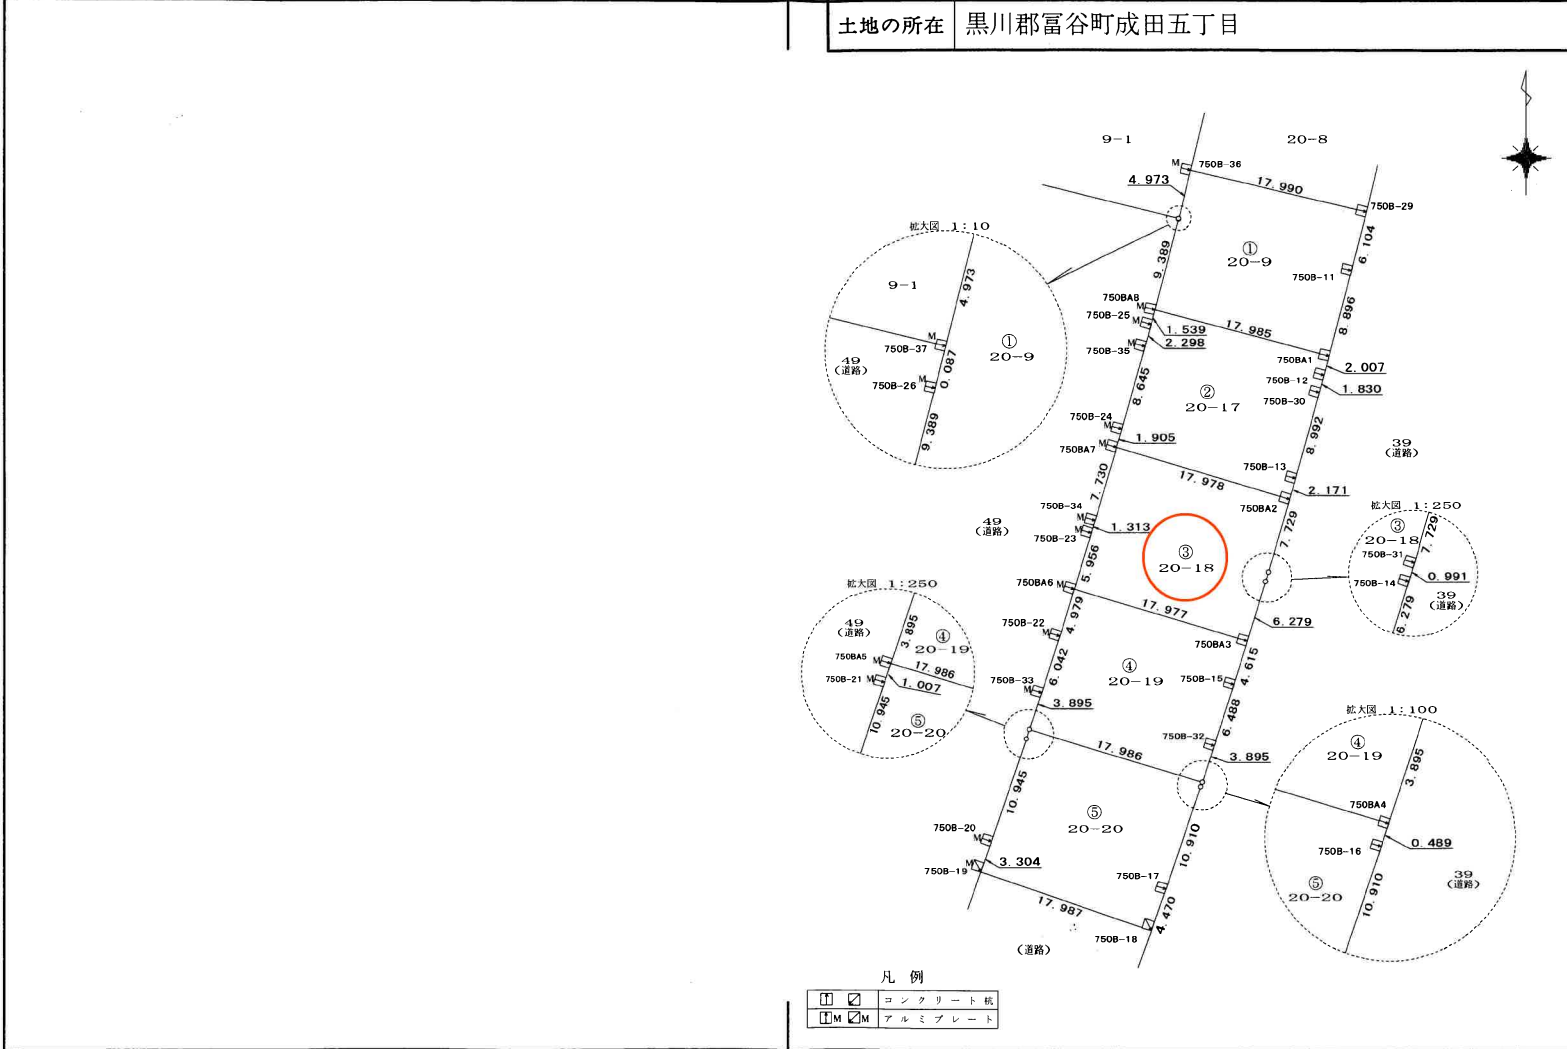 土地の所在 黒川郡冨谷町成田五丁目
9-1
20-8
M 750B-36
4.973
17.990
750B-29
6.104
拡大図 1:10
9.389
①
20-9
750B-11
4.973
9-1
8.896
750BA8
M
750B-25
M
17.985
1.539
2.298
M
750B-37
①
20-9
750B-35
M
750BA1
2.007
49
(道路)
0.087
M
750B-26
750B-12
1.830
750B-30
8.645
②
20-17
9.389
750B-24
M
8.992
1.905
39
(道路)
750BA7
M
750B-13
7.730
17.978
2.171
750BA2
拡大図 1:250
750B-34
M
49
(道路)
1.313
M
750B-23
7.729
③
20-18
7.729
③
20-18
750B-31
0.991
750B-14
39
(道路)
6.279
5.956
拡大図 1:250
750BA6 M
4.979
17.977
6.279
49
(道路)
3.895
④
20-19
750B-22
M
750BA3
4.615
750BA5
M
17.986
6.042
④
20-19
750B-21 M
1.007
750B-33
M
750B-15
3.895
6.488
10.945
⑤
20-20
拡大図 1:100
750B-32
17.986
3.895
④
20-19
3.895
10.945
750BA4
⑤
20-20
750B-20
M
10.910
0.489
750B-16
M
750B-19
3.304
39
(道路)
⑤
20-20
10.910
750B-17
17.987
4.470
750B-18
(道路)
凡 例
コンクリート杭
M M アルミプレート